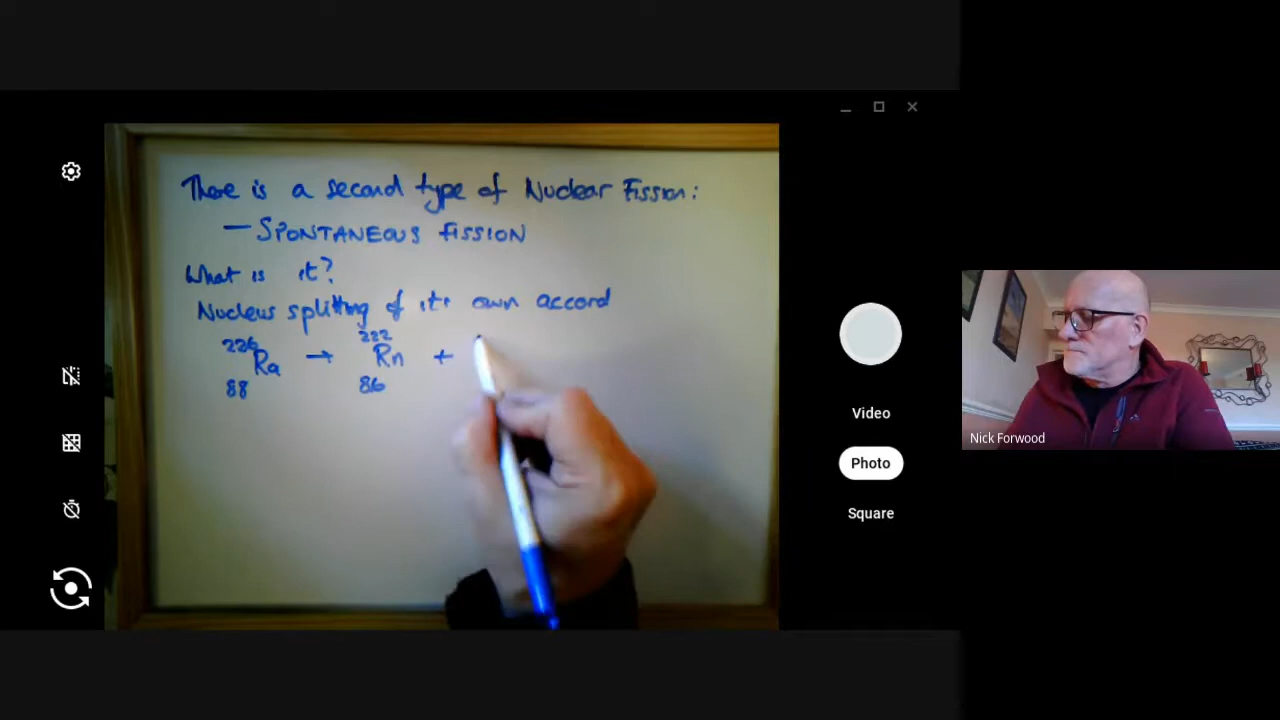 There is a second type of Nuclear Fission:
— SPONTANEOUS FISSION
What is it?
Nucleus splitting of its own accord
226 222
Ra → Rn +
88 86
Video
Photo
Square
Nick Forwood